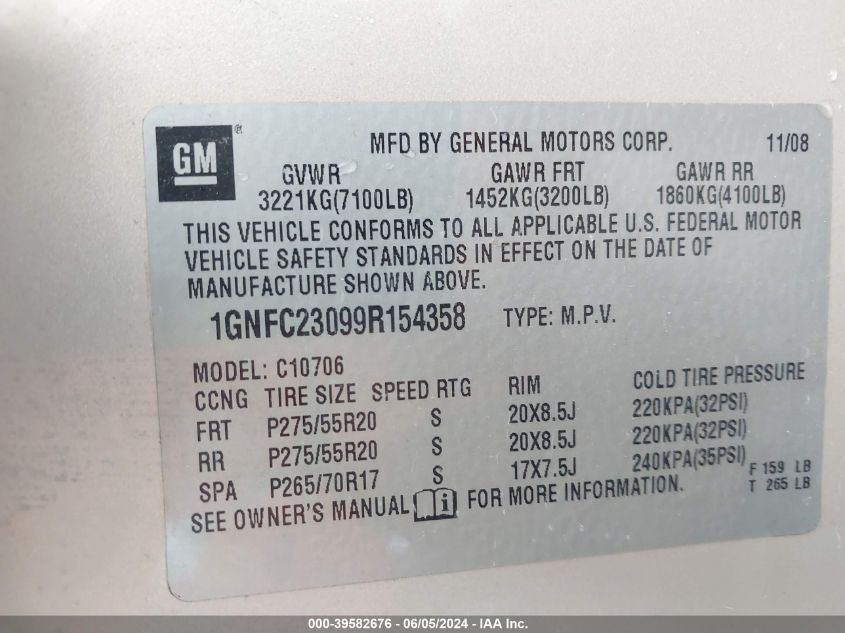 GM ® MFD BY GENERAL MOTORS CORP. 11/08
GVWR GAWR FRT GAWR RR
3221KG(7100LB) 1452KG(3200LB) 1860KG(4100LB)
THIS VEHICLE CONFORMS TO ALL APPLICABLE U.S. FEDERAL MOTOR
VEHICLE SAFETY STANDARDS IN EFFECT ON THE DATE OF
MANUFACTURE SHOWN ABOVE.
1GNFC23099R154358 TYPE: M.P.V.
MODEL: C10706
CCNG TIRE SIZE SPEED RTG RIM COLD TIRE PRESSURE
FRT P275/55R20 S 20X8.5J 220KPA(32PSI)
RR P275/55R20 S 20X8.5J 220KPA(32PSI)
SPA P265/70R17 S 17X7.5J 240KPA(35PSI) F 159 LB
SEE OWNER'S MANUAL i FOR MORE INFORMATION. T 265 LB
000-39582676 - 06/05/2024 - IAA Inc.